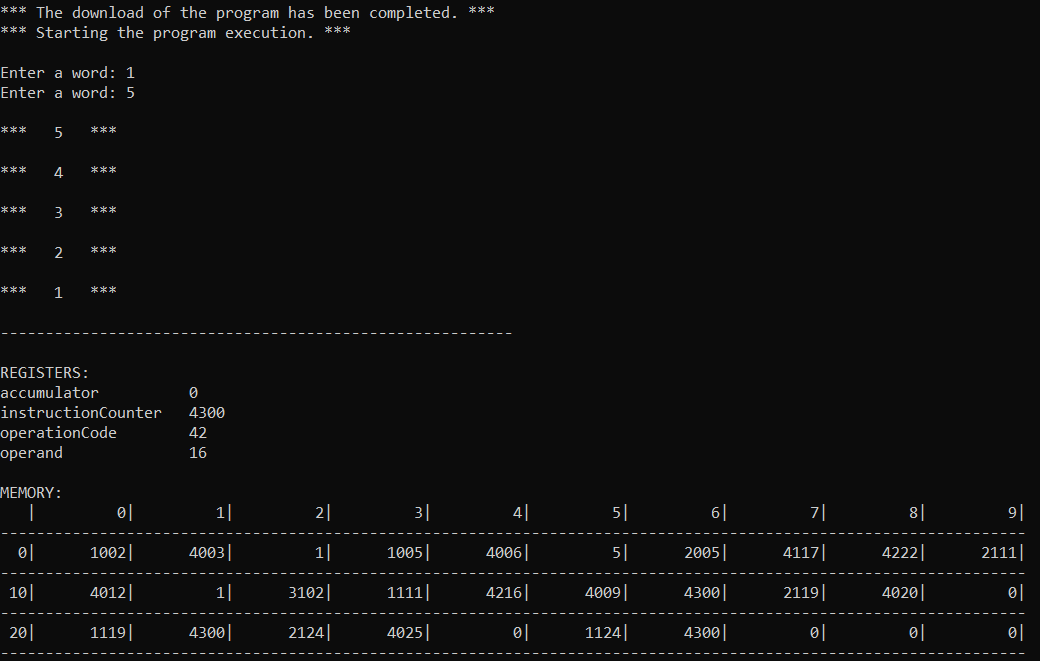 *** The download of the program has been completed. ***
*** Starting the program execution. ***
Enter a word: 1
Enter a word: 5
***   5   ***
***   4   ***
***   3   ***
***   2   ***
***   1   ***
---------------------------------------------------------
REGISTERS:
accumulator          0
instructionCounter   4300
operationCode        42
operand              16
MEMORY:
   |         0|         1|         2|         3|         4|         5|         6|         7|         8|         9|
------------------------------------------------------------------------------------------------------------------
  0|      1002|      4003|         1|      1005|      4006|         5|      2005|      4117|      4222|      2111|
------------------------------------------------------------------------------------------------------------------
 10|      4012|         1|      3102|      1111|      4216|      4009|      4300|      2119|      4020|         0|
------------------------------------------------------------------------------------------------------------------
 20|      1119|      4300|      2124|      4025|         0|      1124|      4300|         0|         0|         0|
------------------------------------------------------------------------------------------------------------------